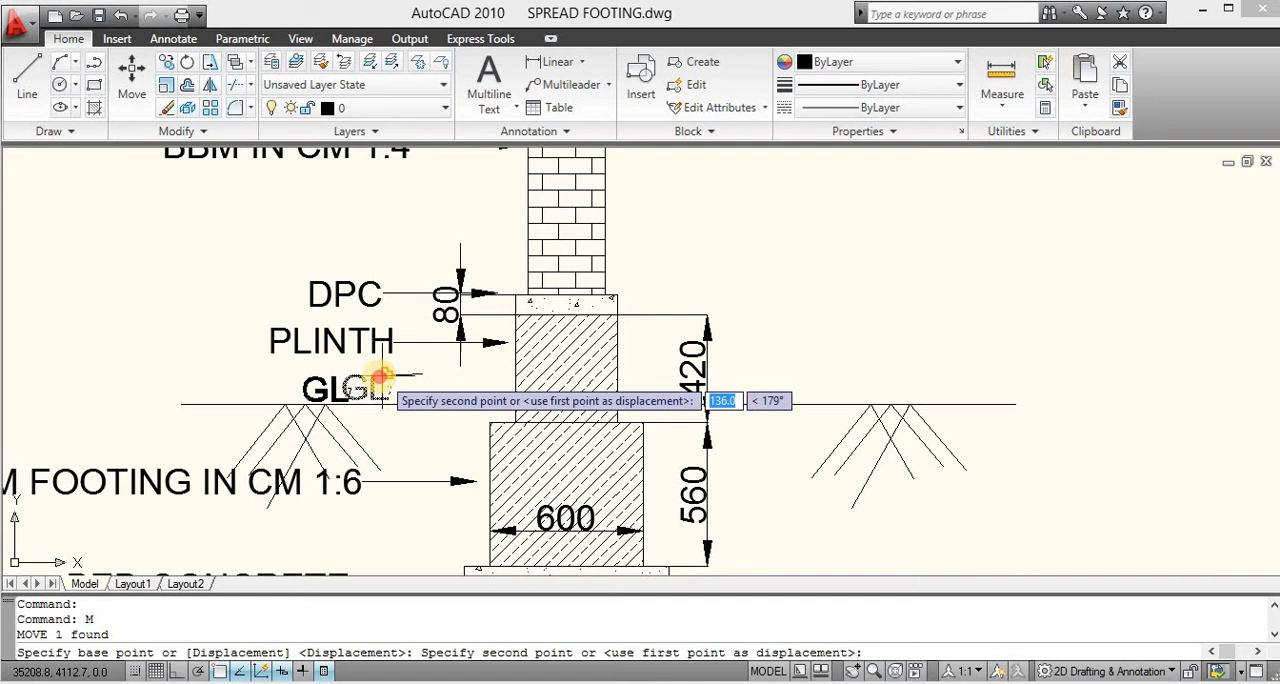 AutoCAD 2010 SPREAD FOOTING.dwg
Type a keyword or phrase
Home Insert Annotate Parametric View Manage Output Express Tools
Line
Move
Unsaved Layer State
0
Multiline Text
Linear
Multileader
Table
Insert
Create
Edit
Edit Attributes
ByLayer
ByLayer
ByLayer
Measure
Paste
Draw Modify Layers Annotation Block Properties Utilities Clipboard
BBM IN CM 1:4
DPC
80
PLINTH
420
GL
GL
Specify second point or <use first point as displacement>: 136.0 < 179°
M FOOTING IN CM 1:6
560
600
Y
X
BED CONCRETE
Model Layout1 Layout2
Command:
Command: M
MOVE 1 found
Specify base point or [Displacement] <Displacement>: Specify second point or <use first point as displacement>:
35208.8, 4112.7, 0.0
MODEL
1:1
2D Drafting & Annotation